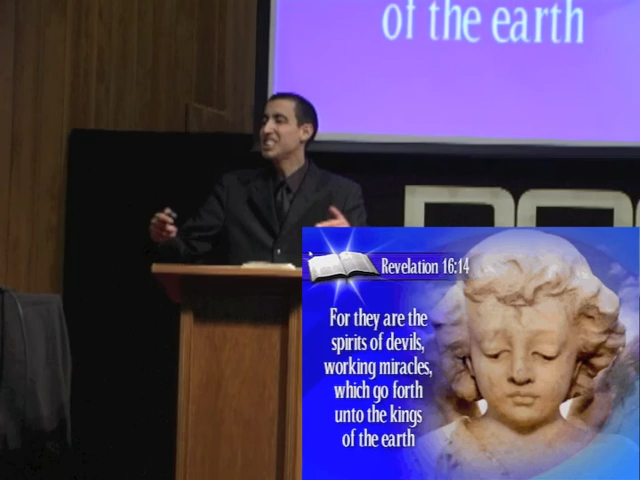 of the earth
Revelation 16:14
For they are the
spirits of devils,
working miracles,
which go forth
unto the kings
of the earth